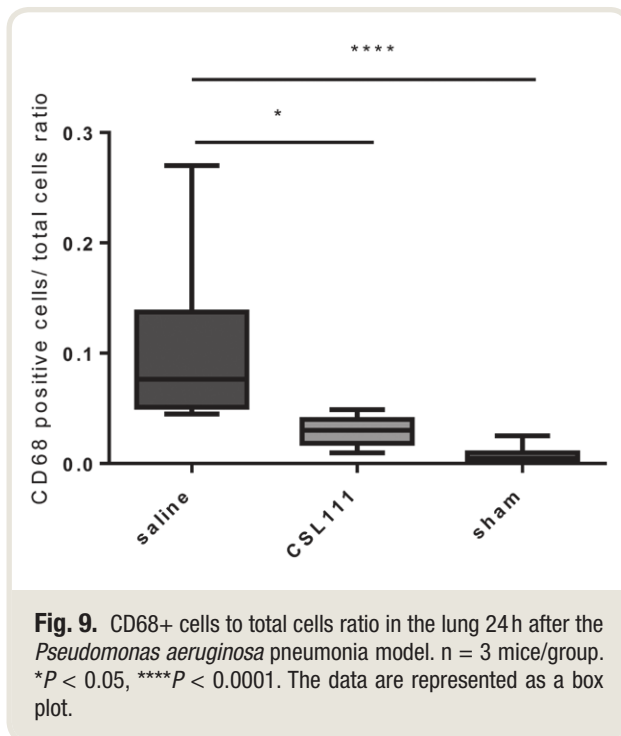 ****
*
CD68 positive cells/ total cells ratio
0.3
0.2
0.1
0.0
saline
CSL111
sham
Fig. 9. CD68+ cells to total cells ratio in the lung 24 h after the
Pseudomonas aeruginosa pneumonia model. n = 3 mice/group.
*P < 0.05, ****P < 0.0001. The data are represented as a box
plot.